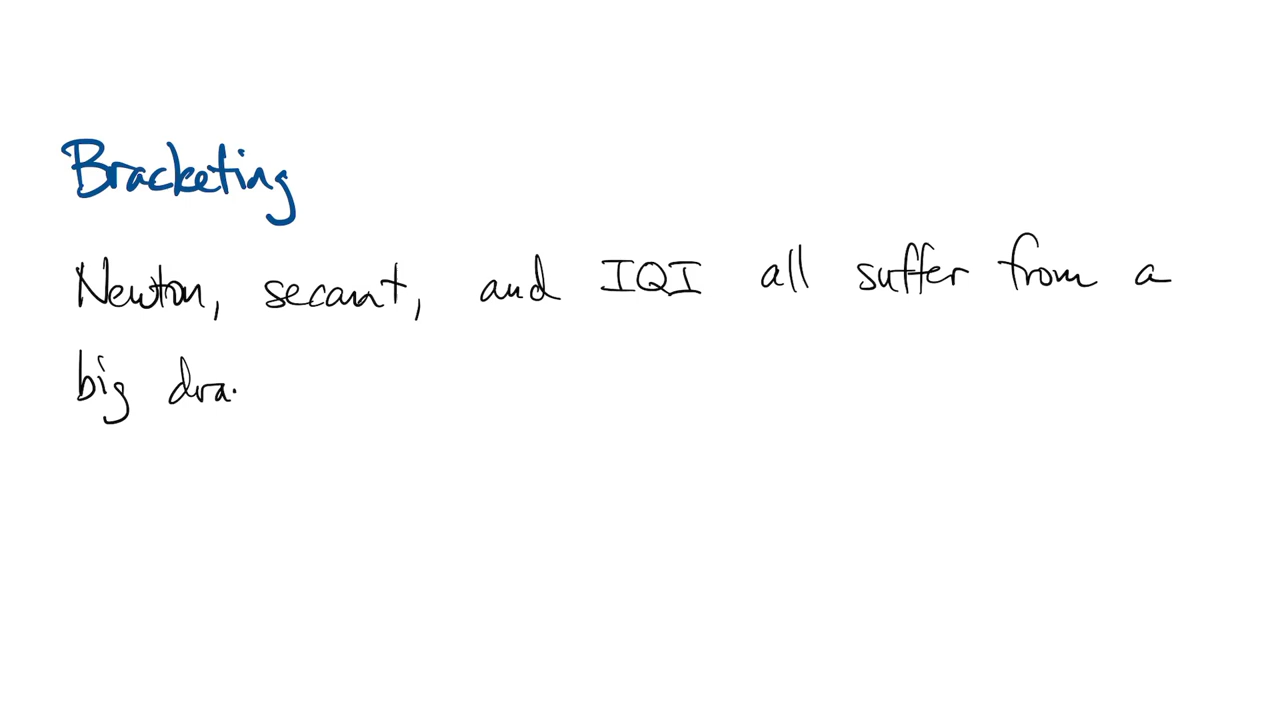 Bracketing
Newton, secant, and IQI all suffer from a
big dra